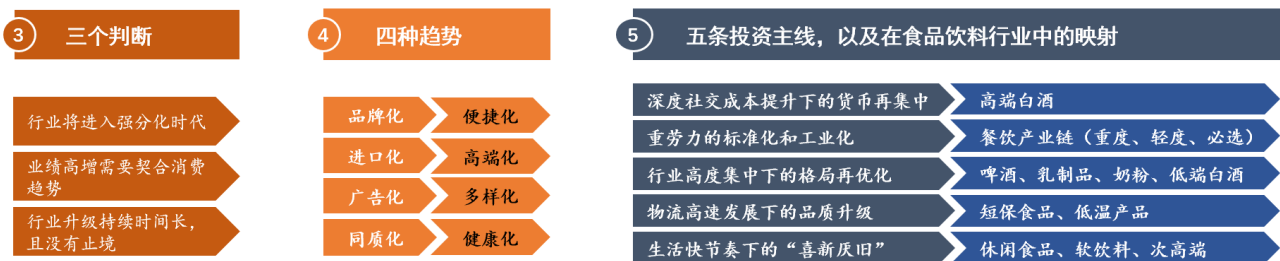 3 三个判断
行业将进入强分化时代
业绩高增需要契合消费
趋势
行业升级持续时间长，
且没有止境
4 四种趋势
品牌化 便捷化
进口化 高端化
广告化 多样化
同质化 健康化
5 五条投资主线，以及在食品饮料行业中的映射
深度社交成本提升下的货币再集中 高端白酒
重劳力的标准化和工业化 餐饮产业链（重度、轻度、必选）
行业高度集中下的格局再优化 啤酒、乳制品、奶粉、低端白酒
物流高速发展下的品质升级 短保食品、低温产品
生活快节奏下的“喜新厌旧” 休闲食品、软饮料、次高端